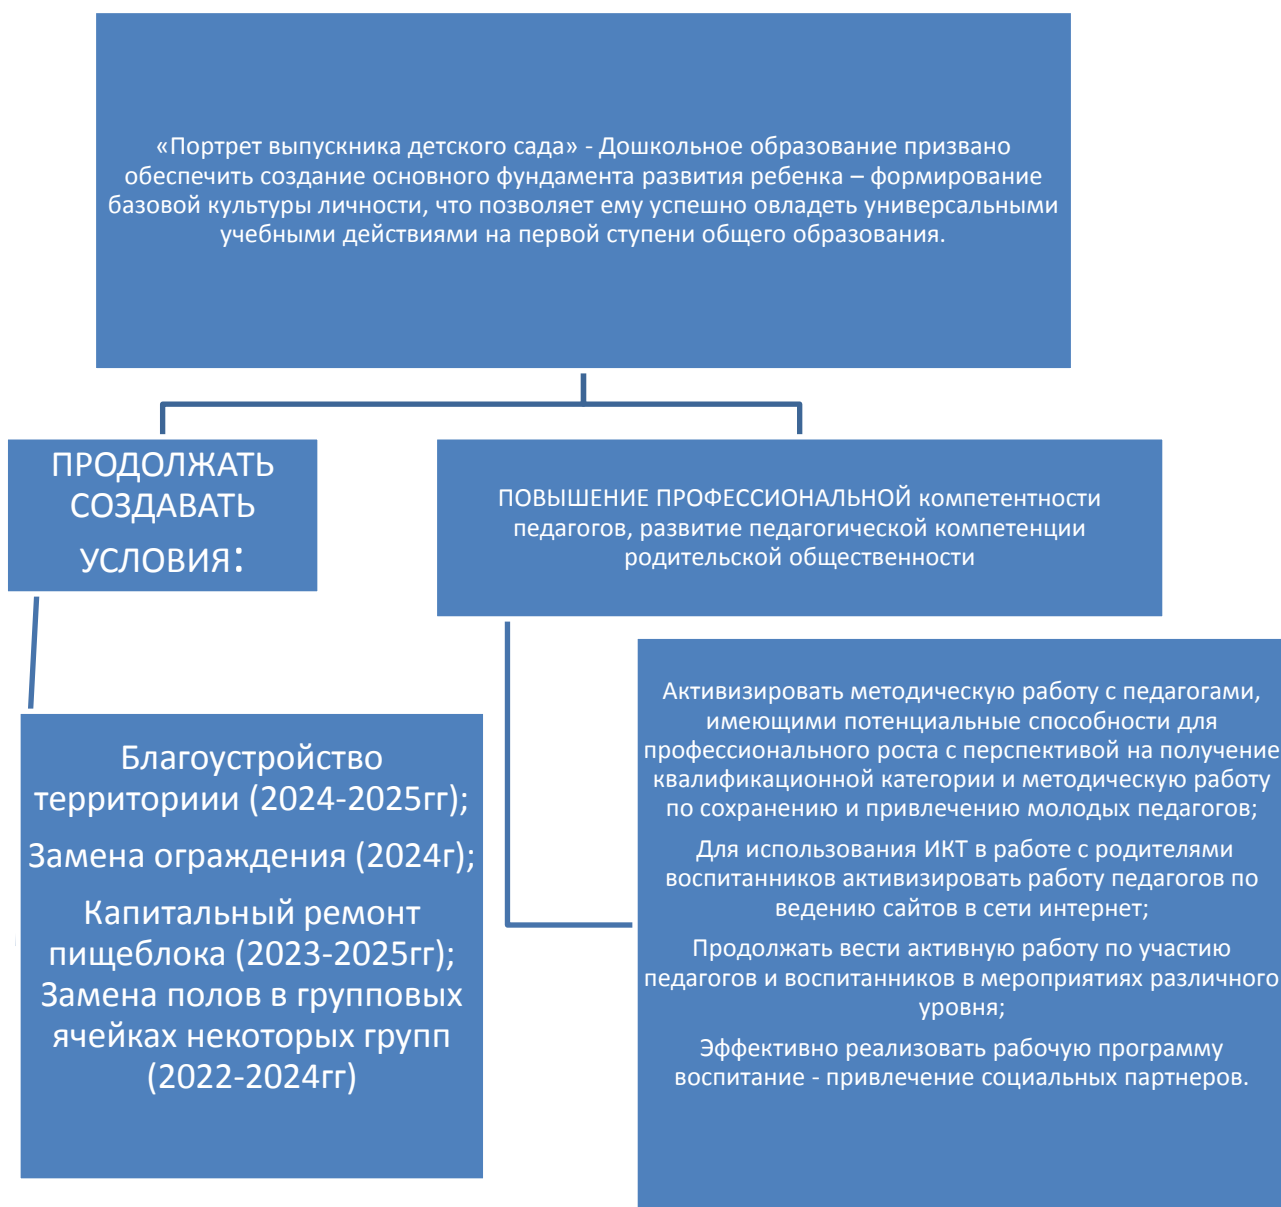 «Портрет выпускника детского сада» - Дошкольное образование призвано
обеспечить создание основного фундамента развития ребенка – формирование
базовой культуры личности, что позволяет ему успешно овладеть универсальными
учебными действиями на первой ступени общего образования.
ПРОДОЛЖАТЬ
СОЗДАВАТЬ
УСЛОВИЯ:
ПОВЫШЕНИЕ ПРОФЕССИОНАЛЬНОЙ компетентности
педагогов, развитие педагогической компетенции
родительской общественности
Благоустройство
территориии (2024-2025гг);
Замена ограждения (2024г);
Капитальный ремонт
пищеблока (2023-2025гг);
Замена полов в групповых
ячейках некоторых групп
(2022-2024гг)
Активизировать методическую работу с педагогами,
имеющими потенциальные способности для
профессионального роста с перспективой на получение
квалификационной категории и методическую работу
по сохранению и привлечению молодых педагогов;
Для использования ИКТ в работе с родителями
воспитанников активизировать работу педагогов по
ведению сайтов в сети интернет;
Продолжать вести активную работу по участию
педагогов и воспитанников в мероприятиях различного
уровня;
Эффективно реализовать рабочую программу
воспитание - привлечение социальных партнеров.